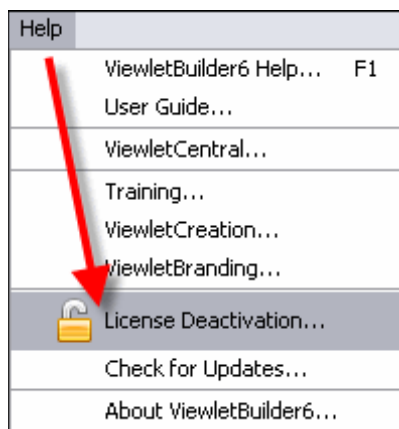 Help
ViewletBuilder6 Help... F1
User Guide...
ViewletCentral...
Training...
ViewletCreation...
ViewletBranding...
License Deactivation...
Check for Updates...
About ViewletBuilder6...